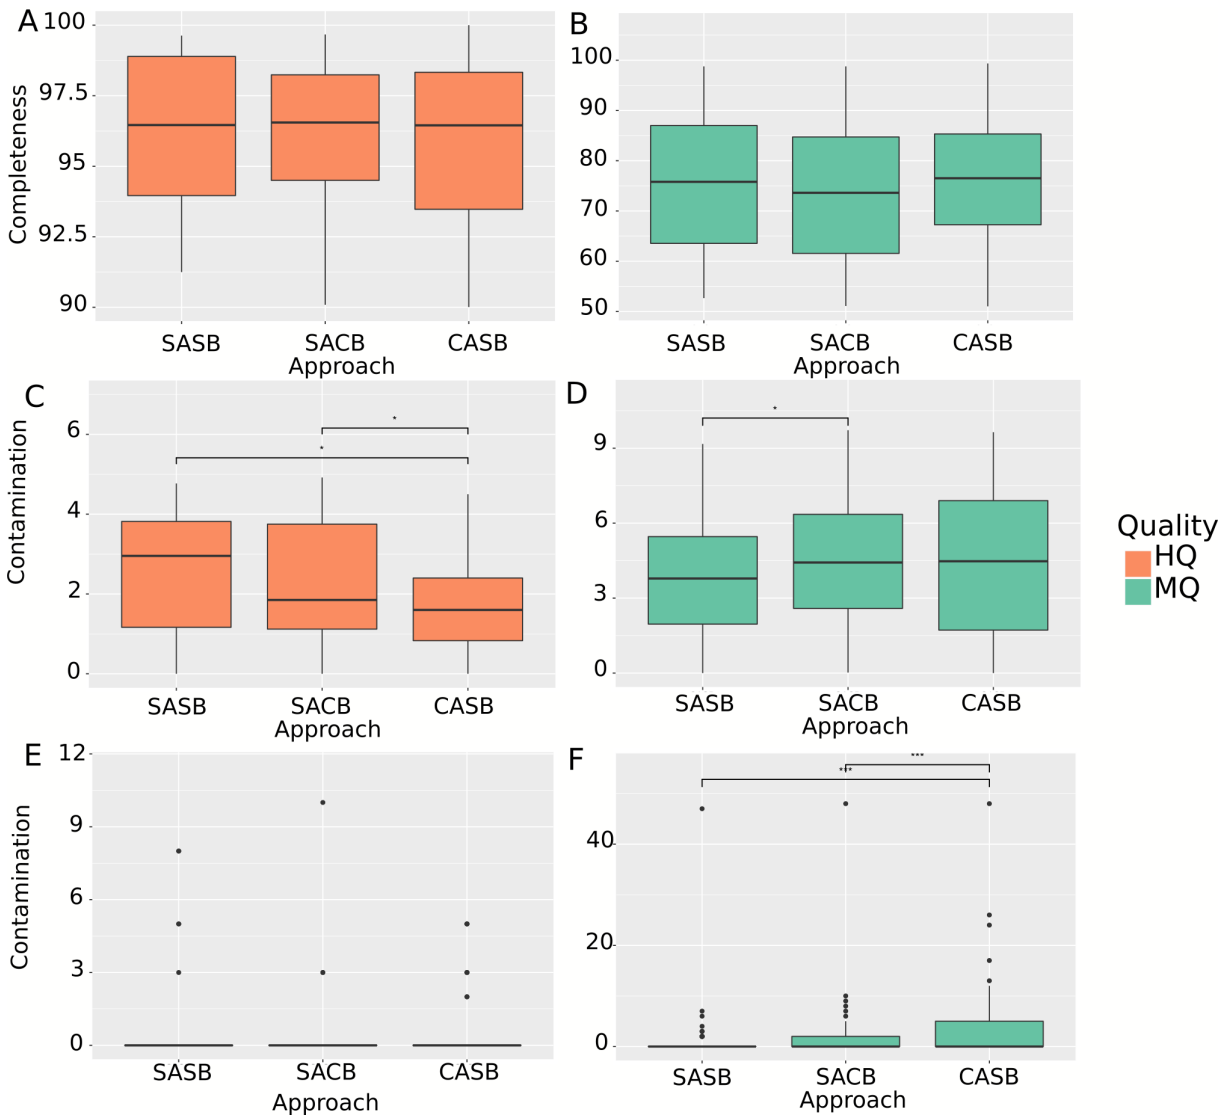 A
100
97.5
95
92.5
90
Completeness
SASB SACB CASB
Approach
B
100
90
80
70
60
50
SASB SACB CASB
Approach
C
6
4
2
0
Contamination
*
*
SASB SACB CASB
Approach
D
9
6
3
0
*
SASB SACB CASB
Approach
Quality
HQ
MQ
E
12
9
6
3
0
Contamination
SASB SACB CASB
Approach
F
40
20
0
***
***
SASB SACB CASB
Approach